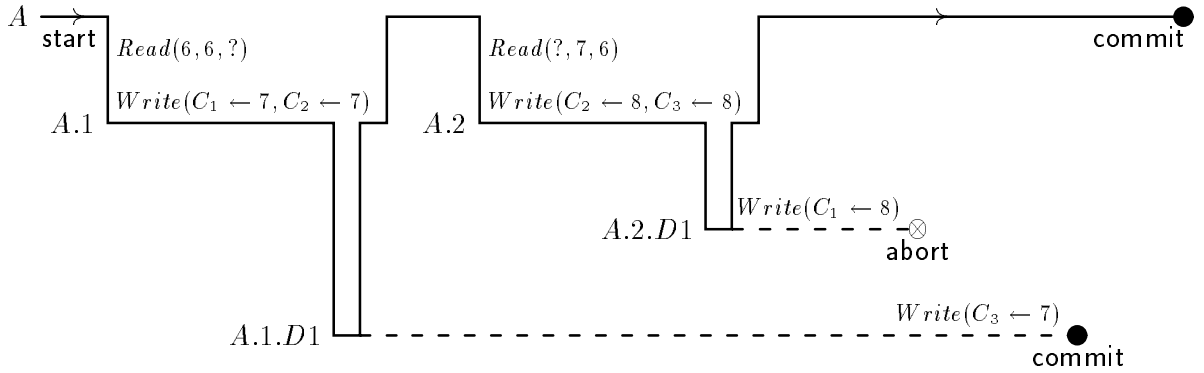 A
start
commit
Read(6, 6, ?)
Read(?, 7, 6)
Write(C₁ ← 7, C₂ ← 7)
Write(C₂ ← 8, C₃ ← 8)
A.1
A.2
Write(C₁ ← 8)
A.2.D1
abort
Write(C₃ ← 7)
A.1.D1
commit